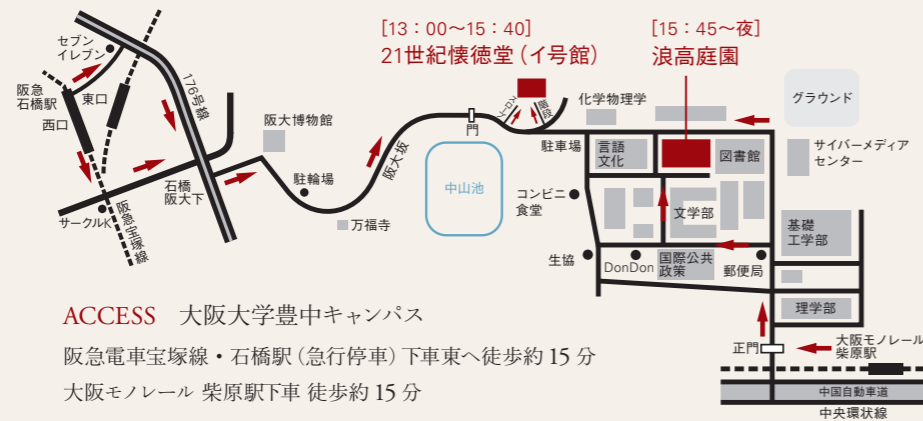 [13：00〜15：40]
21世紀懐徳堂（イ号館）
[15：45〜夜]
浪高庭園
セブン
イレブン
阪急
石橋駅
東口
西口
176号線
阪大博物館
石橋
阪大下
サークルK
阪急宝塚線
駐輪場
万福寺
阪大坂
門
中山池
スロープ
階段
化学物理学
駐車場
言語
文化
図書館
グラウンド
サイバーメディア
センター
コンビニ
食堂
文学部
生協
DonDon
国際公共
政策
郵便局
基礎
工学部
理学部
正門
大阪モノレール
柴原駅
中国自動車道
中央環状線
ACCESS 大阪大学豊中キャンパス
阪急電車宝塚線・石橋駅（急行停車）下車東へ徒歩約 15 分
大阪モノレール 柴原駅下車 徒歩約 15 分